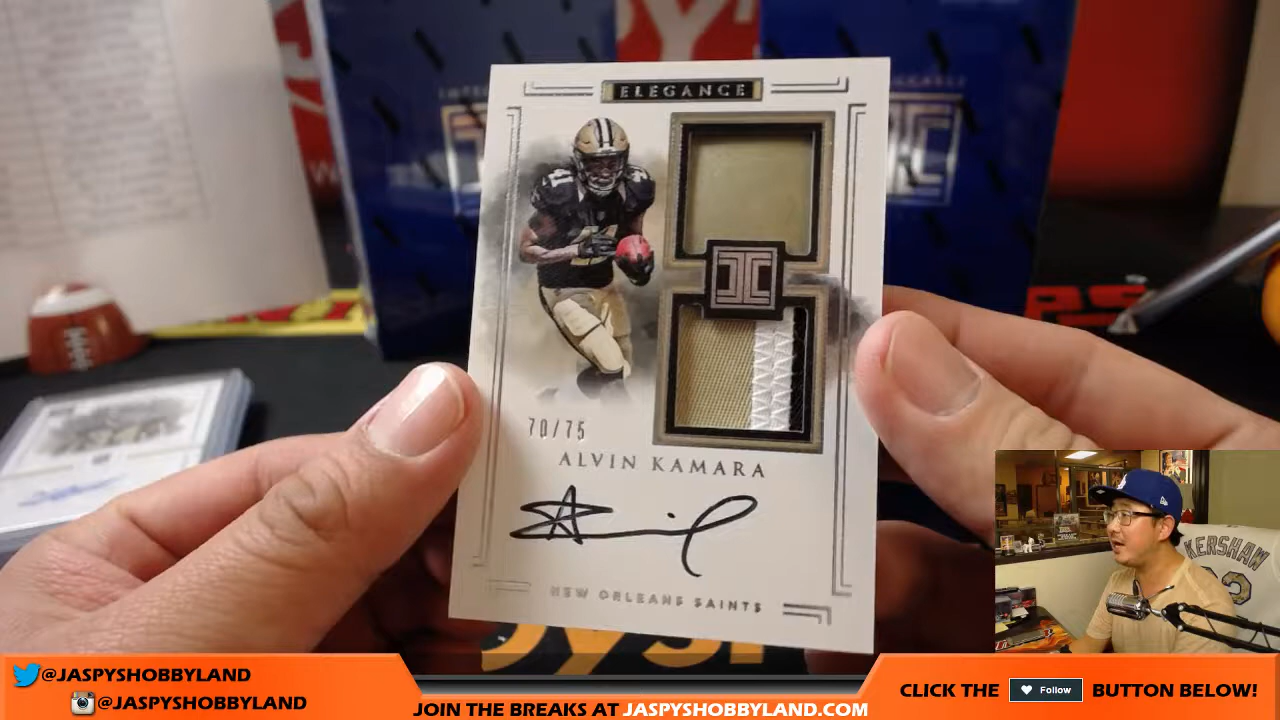 ELEGANCE
41
70/75
ALVIN KAMARA
NEW ORLEANS SAINTS
KERSHAW
@JASPYSHOBBYLAND
@JASPYSHOBBYLAND
JOIN THE BREAKS AT JASPYSHOBBYLAND.COM
CLICK THE Follow BUTTON BELOW!